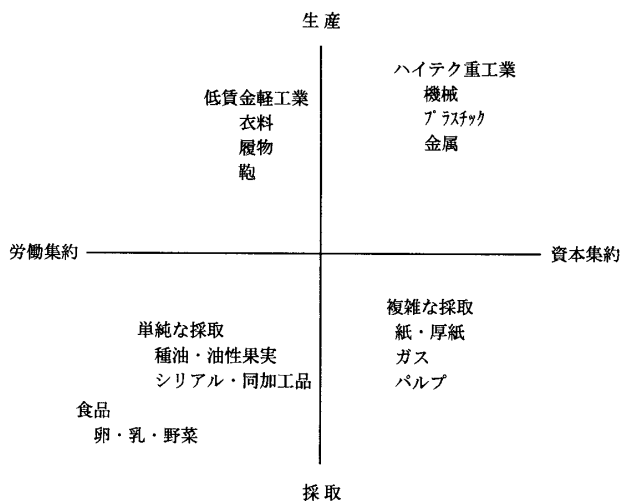 生産
ハイテク重工業
機械
プラスチック
金属
低賃金軽工業
衣料
履物
鞄
労働集約
資本集約
複雑な採取
紙・厚紙
ガス
パルプ
単純な採取
種油・油性果実
シリアル・同加工品
食品
卵・乳・野菜
採取